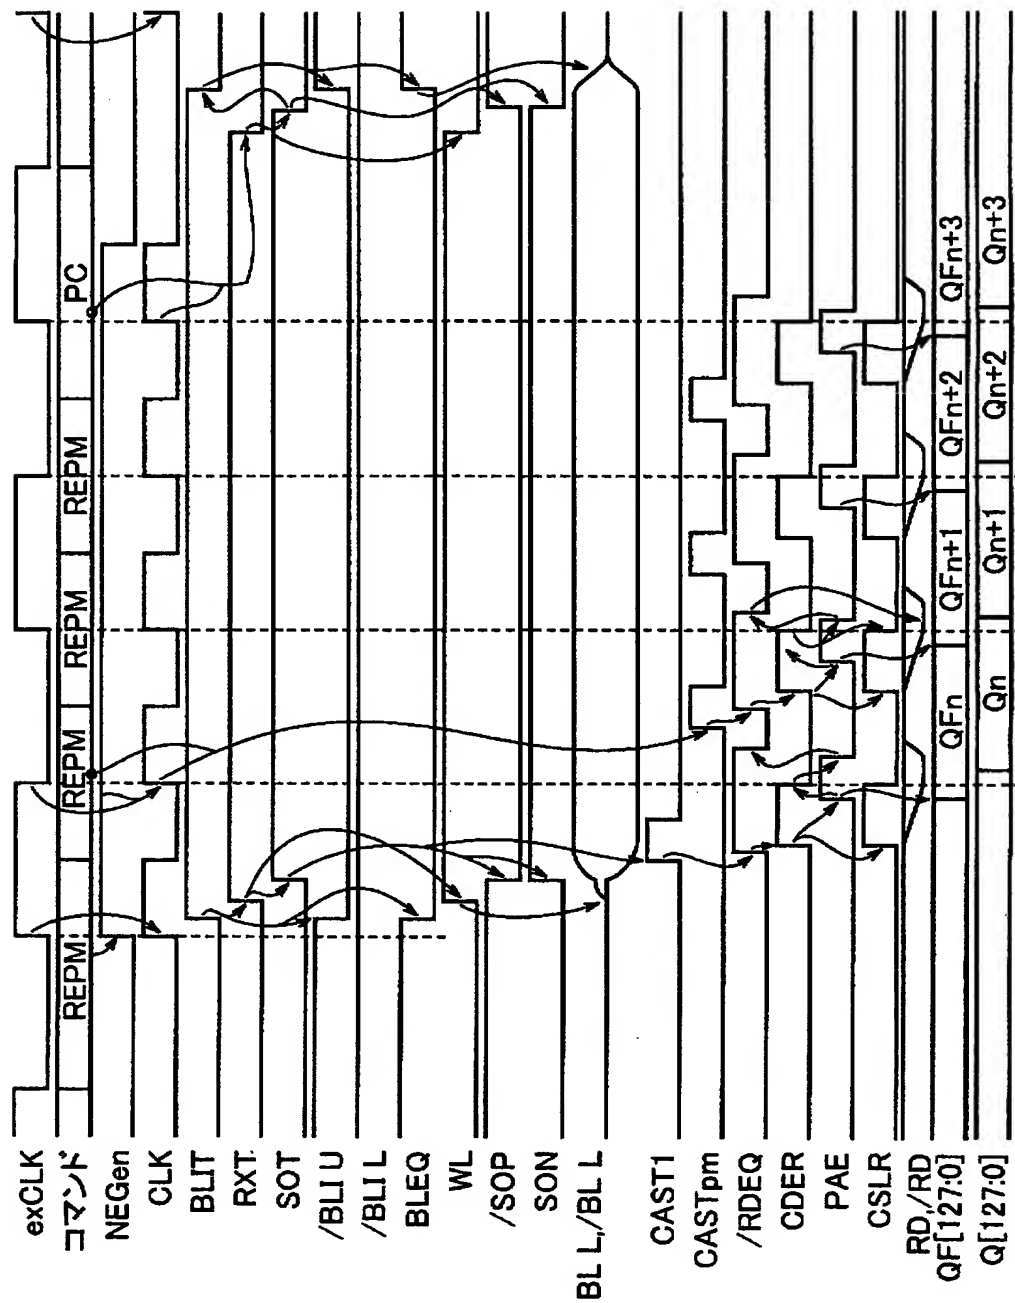 exCLK
コマンド
REPM
REPM
REPM
REPM
PC
NEGen
CLK
BLIT
RXT
SOT
/BLI U
/BLI L
BLEQ
WL
/SOP
SON
BL L,/BL L
CAST1
CASTpm
/RDEQ
CDER
PAE
CSLR
RD,/RD
QF[127:0]
QFn
QFn+1
QFn+2
QFn+3
Q[127:0]
Qn
Qn+1
Qn+2
Qn+3